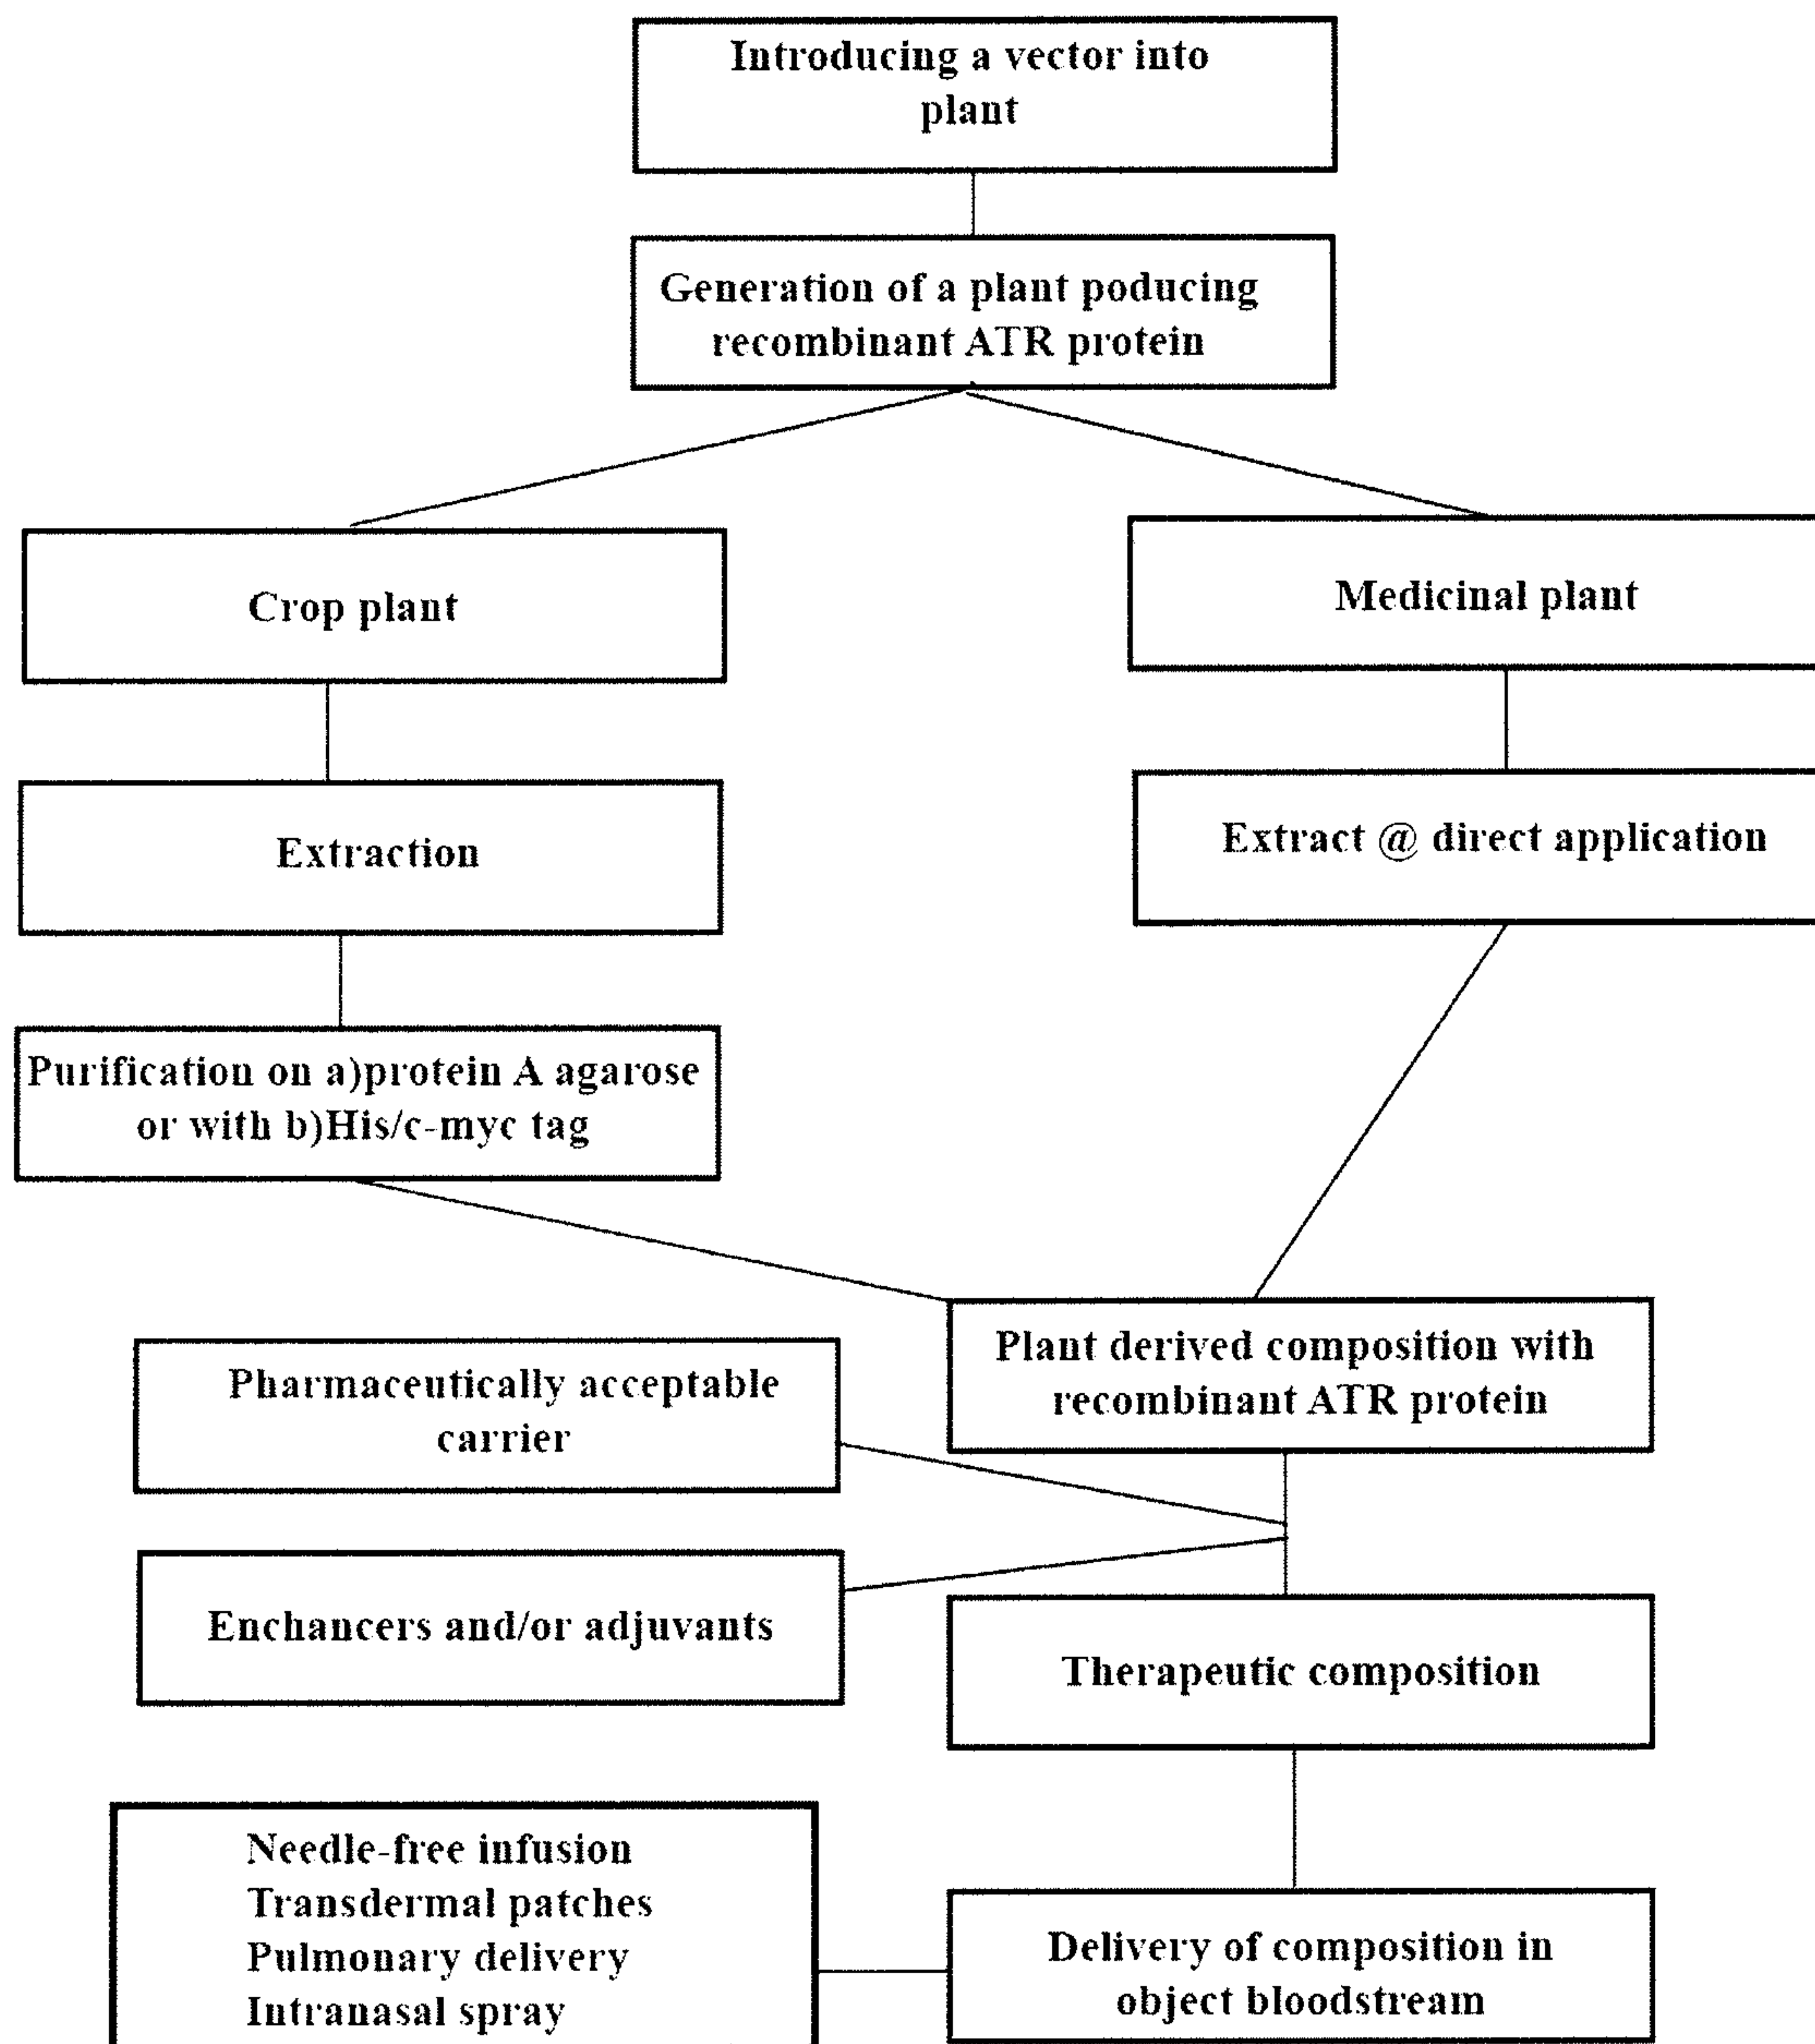 Introducing a vector into
plant
Generation of a plant poducing
recombinant ATR protein
Crop plant
Medicinal plant
Extraction
Extract @ direct application
Purification on a)protein A agarose
or with b)His/c-myc tag
Plant derived composition with
recombinant ATR protein
Pharmaceutically acceptable
carrier
Enchancers and/or adjuvants
Therapeutic composition
Needle-free infusion
Transdermal patches
Pulmonary delivery
Intranasal spray
Delivery of composition in
object bloodstream